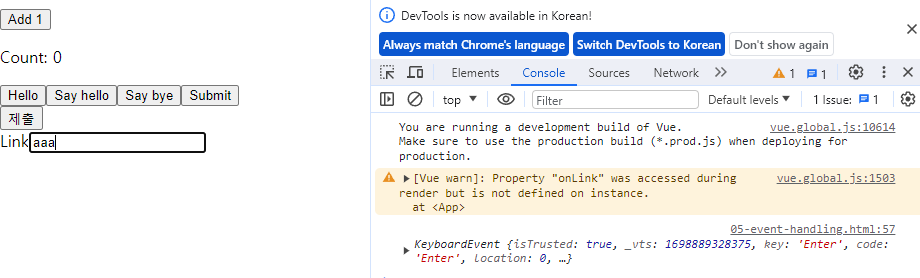 Add 1
Count: 0
Hello Say hello Say bye Submit
제출
Link aaa
DevTools is now available in Korean!
Always match Chrome's language Switch DevTools to Korean Don't show again
Elements Console Sources Network 1 1
top Filter Default levels 1 Issue: 1
You are running a development build of Vue. vue.global.js:10614
Make sure to use the production build (*.prod.js) when deploying for
production.
[Vue warn]: Property "onLink" was accessed during vue.global.js:1503
render but is not defined on instance.
at <App>
05-event-handling.html:57
KeyboardEvent {isTrusted: true, _vts: 1698889328375, key: 'Enter', code:
'Enter', location: 0, …}